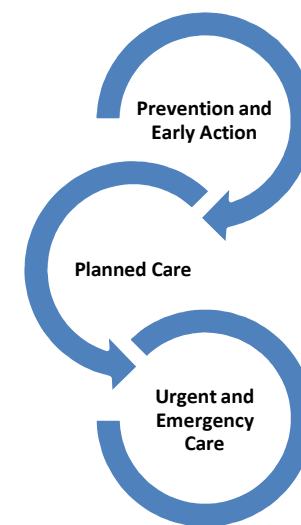 Prevention and
Early Action
Planned Care
Urgent and
Emergency
Care